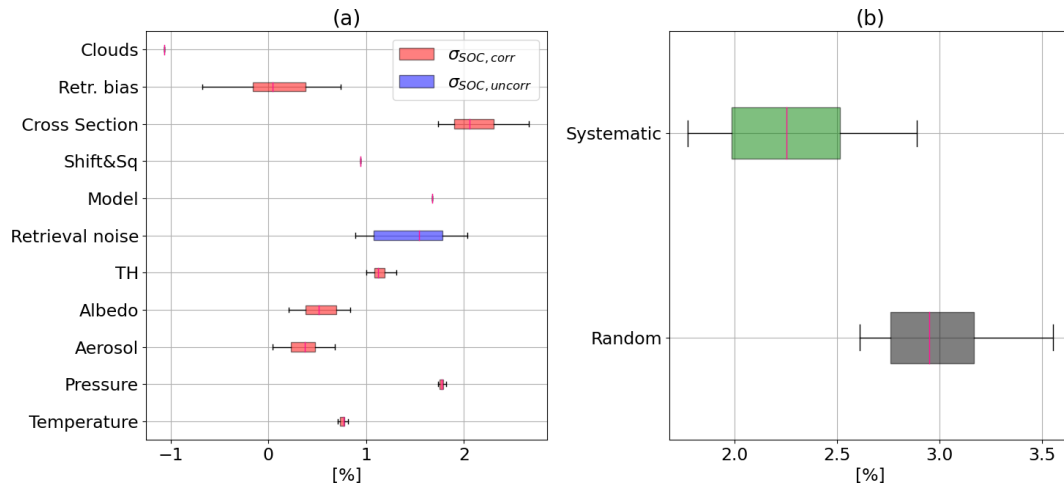 (a)
Clouds
Retr. bias
Cross Section
Shift&Sq
Model
Retrieval noise
TH
Albedo
Aerosol
Pressure
Temperature
σSOC, corr
σSOC, uncorr
−1 0 1 2
[%]
(b)
Systematic
Random
2.0 2.5 3.0 3.5
[%]